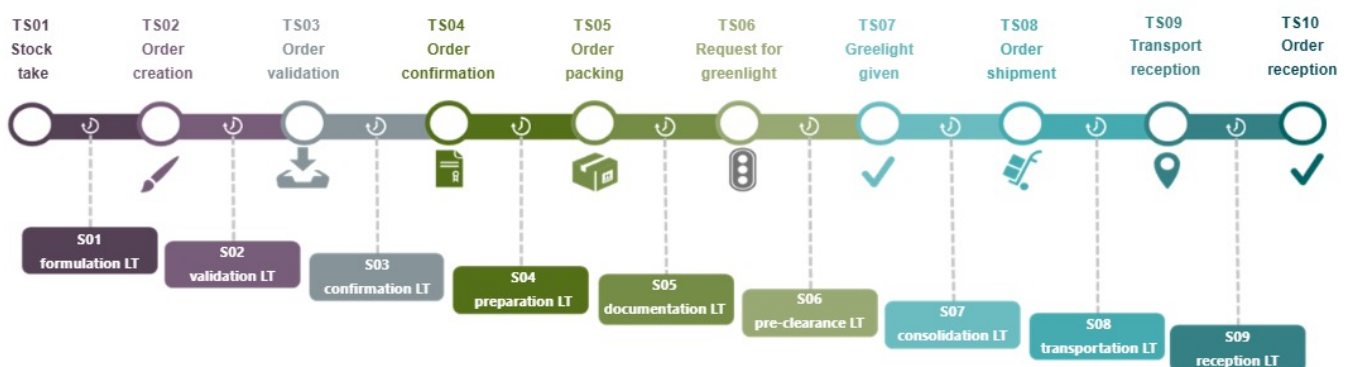 TS01
Stock
take
TS02
Order
creation
TS03
Order
validation
TS04
Order
confirmation
TS05
Order
packing
TS06
Request for
greenlight
TS07
Greelight
given
TS08
Order
shipment
TS09
Transport
reception
TS10
Order
reception
S01
formulation LT
S02
validation LT
S03
confirmation LT
S04
preparation LT
S05
documentation LT
S06
pre-clearance LT
S07
consolidation LT
S08
transportation LT
S09
reception LT